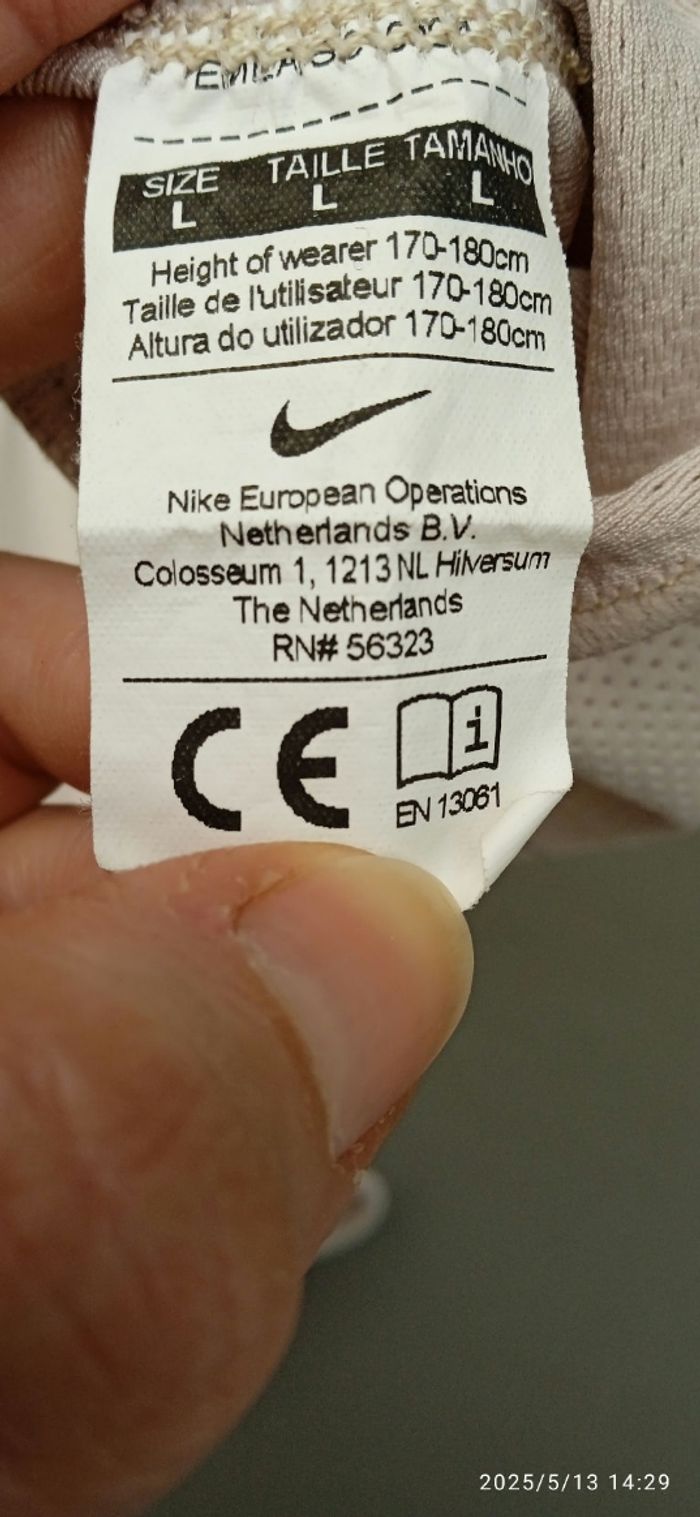 SIZE TAILLE TAMANHO
L L L
Height of wearer 170-180cm
Taille de l'utilisateur 170-180cm
Altura do utilizador 170-180cm
Nike European Operations
Netherlands B.V.
Colosseum 1, 1213 NL Hilversum
The Netherlands
RN# 56323
CE i
EN 13061
2025/5/13 14:29